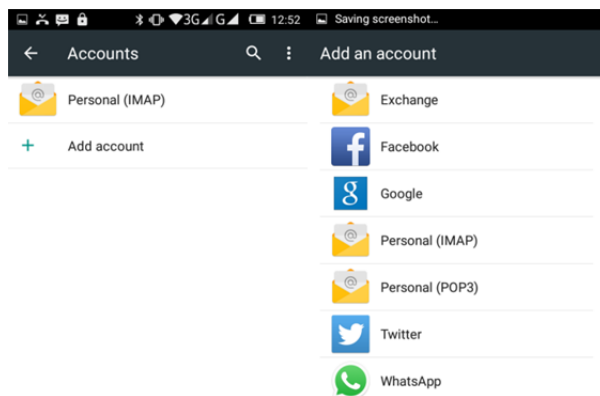 3G G 12:52
Accounts
Personal (IMAP)
Add account
Saving screenshot...
Add an account
Exchange
Facebook
Google
Personal (IMAP)
Personal (POP3)
Twitter
WhatsApp